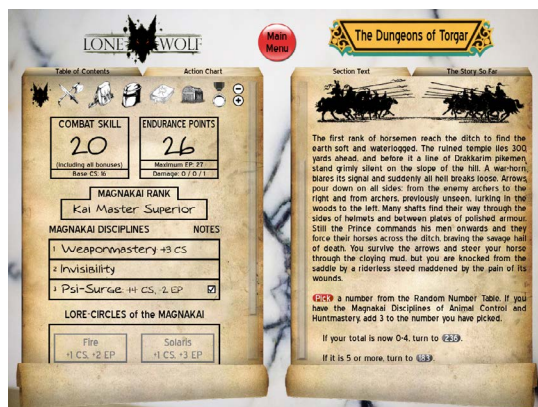 LONE WOLF
Main
Menu
The Dungeons of Torgar
Table of Contents
Action Chart
COMBAT SKILL
20
(including all bonuses)
Base CS: 16
ENDURANCE POINTS
26
Maximum EP: 27
Damage: 0 / 0 / 1
MAGNAKAI RANK
Kai Master Superior
MAGNAKAI DISCIPLINES NOTES
1 Weaponmastery +3 CS
2 Invisibility
3 Psi-Surge: +4 CS, -2 EP
LORE-CIRCLES of the MAGNAKAI
Fire
+1 CS, +2 EP
Solaris
+1 CS, +3 EP
Section Text
The Story So Far
The first rank of horsemen reach the ditch to find the
earth soft and waterlogged. The ruined temple lies 300
yards ahead, and before it a line of Drakkarim pikemen
stand grimly silent on the slope of the hill. A war-horn
blares its signal and suddenly all hell breaks loose. Arrows
pour down on all sides: from the enemy archers to the
right and from archers, previously unseen, lurking in the
woods to the left. Many shafts find their way through the
sides of helmets and between plates of polished armour.
Still the Prince commands his men onwards and they
force their horses across the ditch, braving the savage hail
of death. You survive the arrows and steer your horse
through the cloying mud, but you are knocked from the
saddle by a riderless steed maddened by the pain of its
wounds.
Pick a number from the Random Number Table. If you
have the Magnakai Disciplines of Animal Control and
Huntmastery, add 3 to the number you have picked.
If your total is now 0-4, turn to 236.
If it is 5 or more, turn to 183.